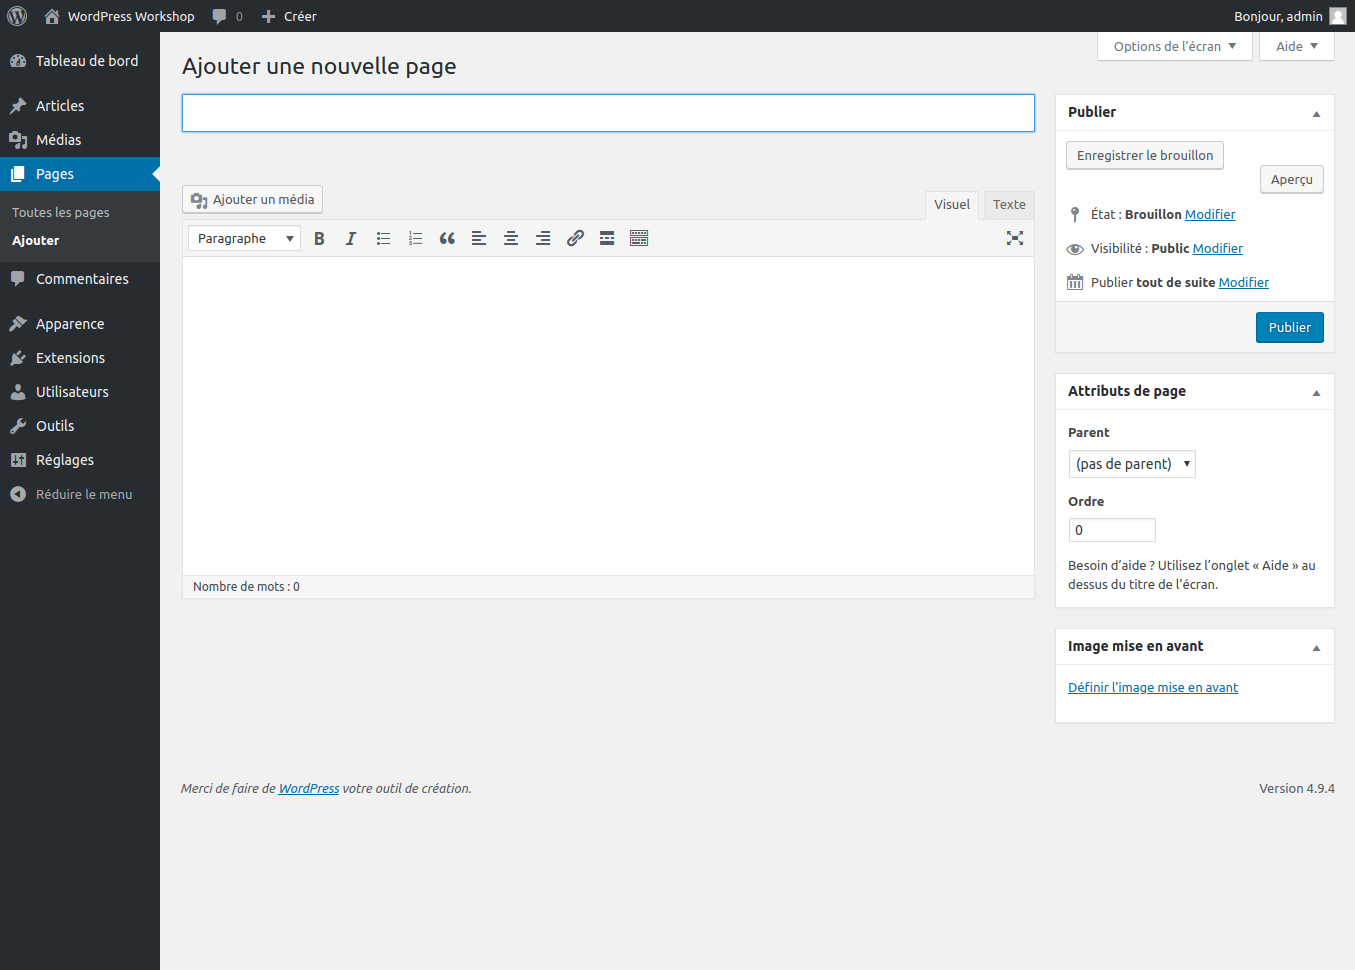 WordPress Workshop 0 Créer Bonjour, admin
Options de l’écran Aide
Tableau de bord
Articles
Médias
Pages
Toutes les pages
Ajouter
Commentaires
Apparence
Extensions
Utilisateurs
Outils
Réglages
Réduire le menu
Ajouter une nouvelle page
Ajouter un média
Visuel Texte
Paragraphe B I
Nombre de mots : 0
Publier
Enregistrer le brouillon
Aperçu
État : Brouillon Modifier
Visibilité : Public Modifier
Publier tout de suite Modifier
Publier
Attributs de page
Parent
(pas de parent)
Ordre
0
Besoin d’aide ? Utilisez l’onglet « Aide » au
dessus du titre de l’écran.
Image mise en avant
Définir l’image mise en avant
Merci de faire de WordPress votre outil de création.
Version 4.9.4